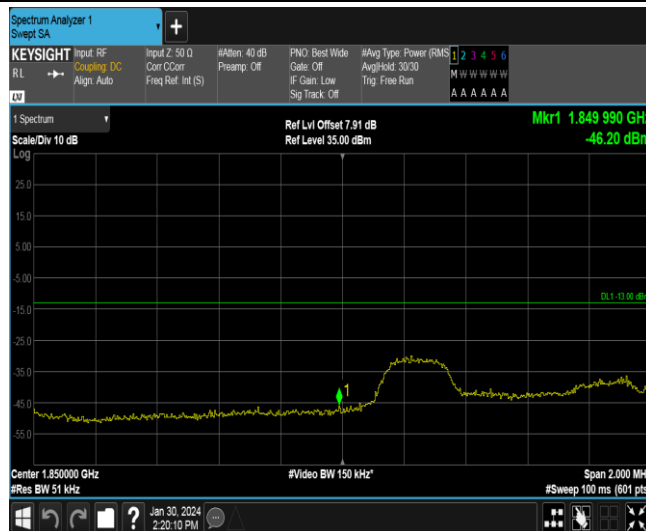 Spectrum Analyzer 1
Swept SA
+
KEYSIGHT
RL
LXI
Input: RF
Coupling: DC
Align: Auto
Input Z: 50 Ω
Corr CCorr
Freq Ref: Int (S)
#Atten: 40 dB
Preamp: Off
PNO: Best Wide
Gate: Off
IF Gain: Low
Sig Track: Off
#Avg Type: Power (RMS
Avg|Hold: 30/30
Trig: Free Run
1 2 3 4 5 6
M W W W W W
A A A A A A
1 Spectrum
Scale/Div 10 dB
Log
Ref Lvl Offset 7.91 dB
Ref Level 35.00 dBm
Mkr1 1.849 990 GHz
-46.20 dBm
25.0
15.0
5.00
-5.00
-15.0
-25.0
-35.0
-45.0
-55.0
DL1 -13.00 dBm
1
Center 1.850000 GHz
#Res BW 51 kHz
#Video BW 150 kHz*
Span 2.000 MH
#Sweep 100 ms (601 pts
?
Jan 30, 2024
2:20:10 PM